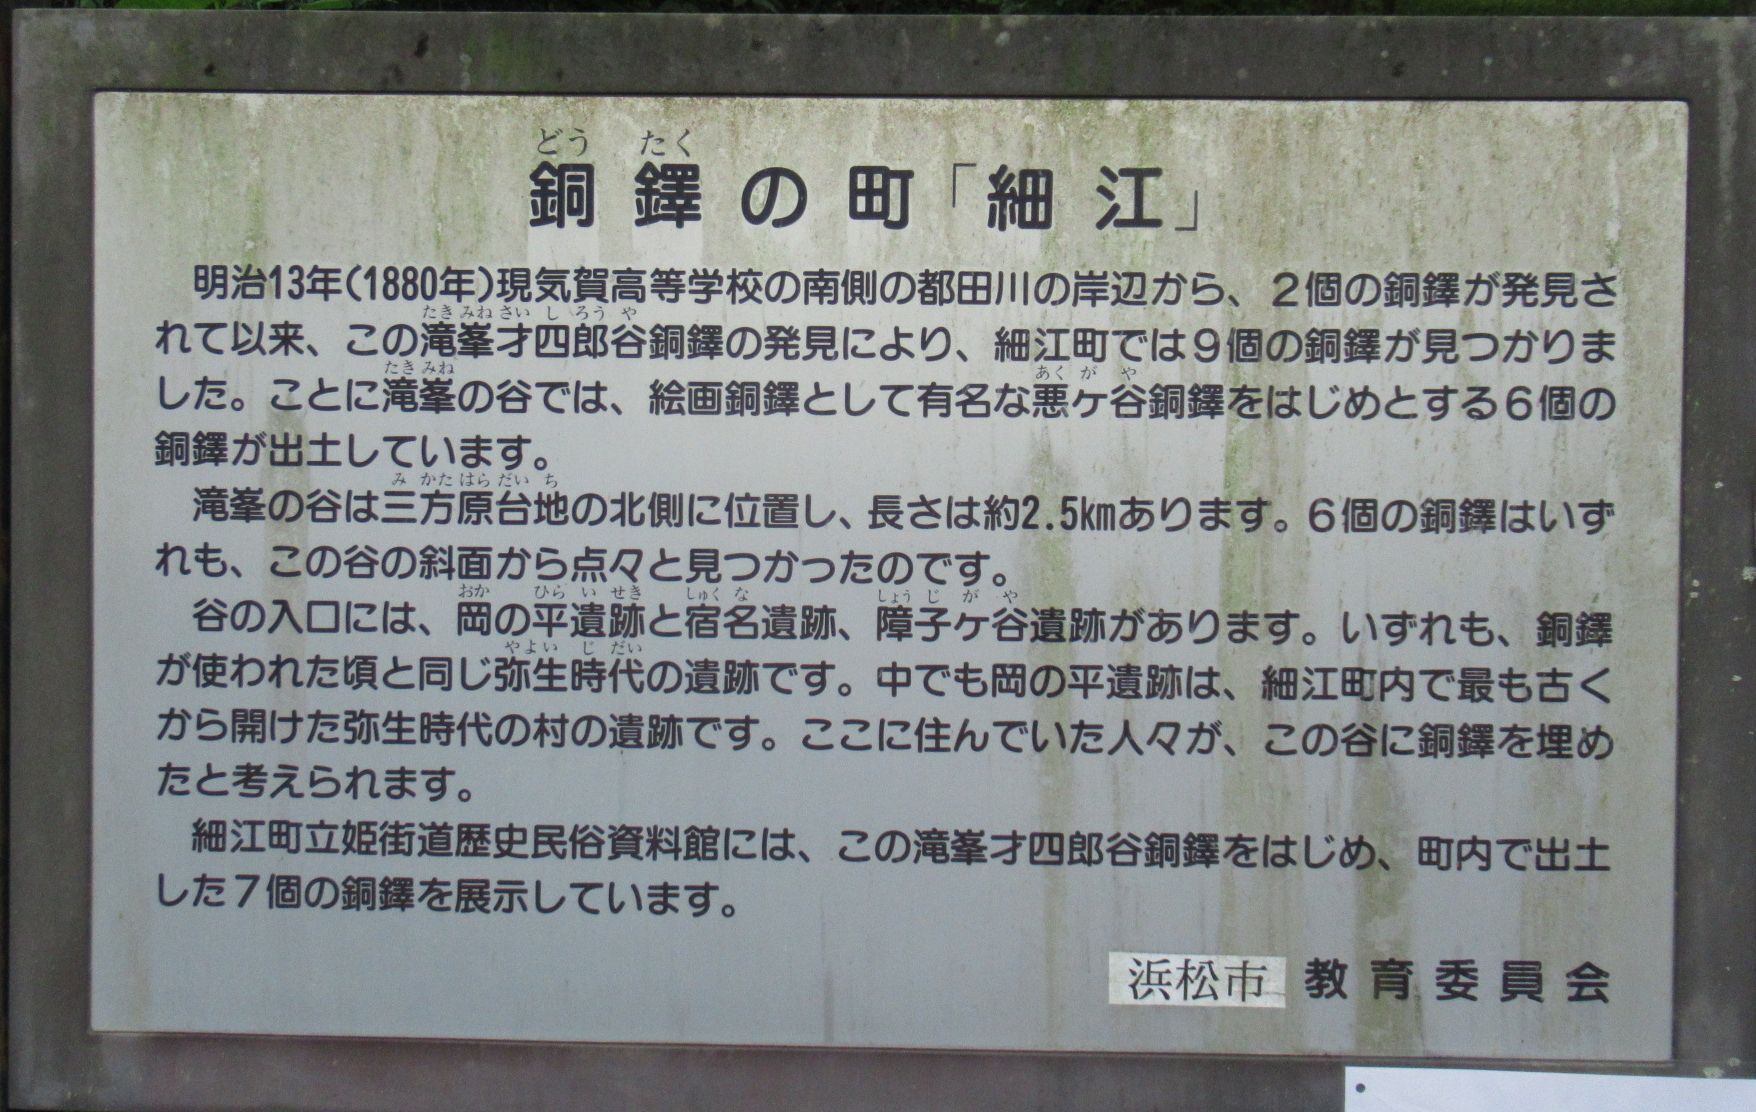 どう たく
銅鐸の町「細江」
明治13年(1880年)現気賀高等学校の南側の都田川の岸辺から、２個の銅鐸が発見さ
たきみねさいしろうや
れて以来、この滝峯才四郎谷銅鐸の発見により、細江町では９個の銅鐸が見つかりま
たきみね あくがや
した。ことに滝峯の谷では、絵画銅鐸として有名な悪ケ谷銅鐸をはじめとする６個の
銅鐸が出土しています。
みかたはらだいち
滝峯の谷は三方原台地の北側に位置し、長さは約2.5㎞あります。６個の銅鐸はいず
れも、この谷の斜面から点々と見つかったのです。
おか ひらいせき しゅくな しょうじがや
谷の入口には、岡の平遺跡と宿名遺跡、障子ケ谷遺跡があります。いずれも、銅鐸
やよいじだい
が使われた頃と同じ弥生時代の遺跡です。中でも岡の平遺跡は、細江町内で最も古く
から開けた弥生時代の村の遺跡です。ここに住んでいた人々が、この谷に銅鐸を埋め
たと考えられます。
細江町立姫街道歴史民俗資料館には、この滝峯才四郎谷銅鐸をはじめ、町内で出土
した７個の銅鐸を展示しています。
浜松市 教育委員会